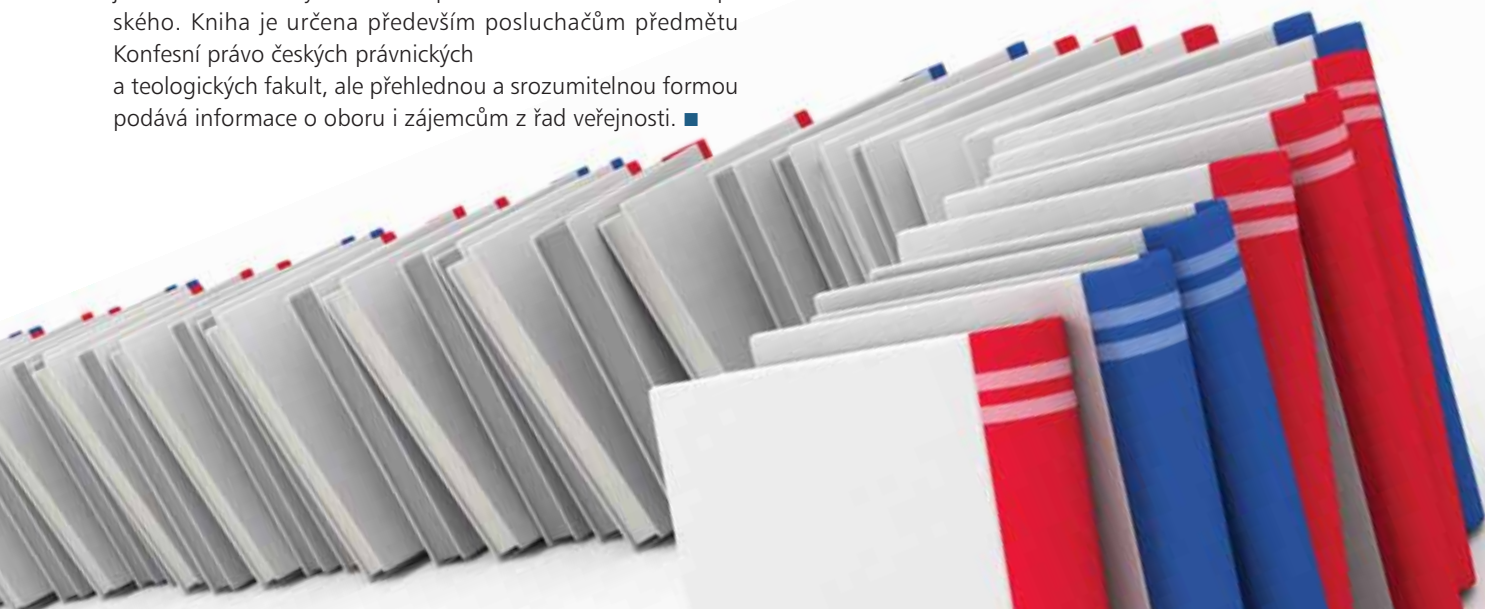 ského. Kniha je určena především posluchačům předmětu
Konfesní právo českých právnických
a teologických fakult, ale přehlednou a srozumitelnou formou
podává informace o oboru i zájemcům z řad veřejnosti. ■